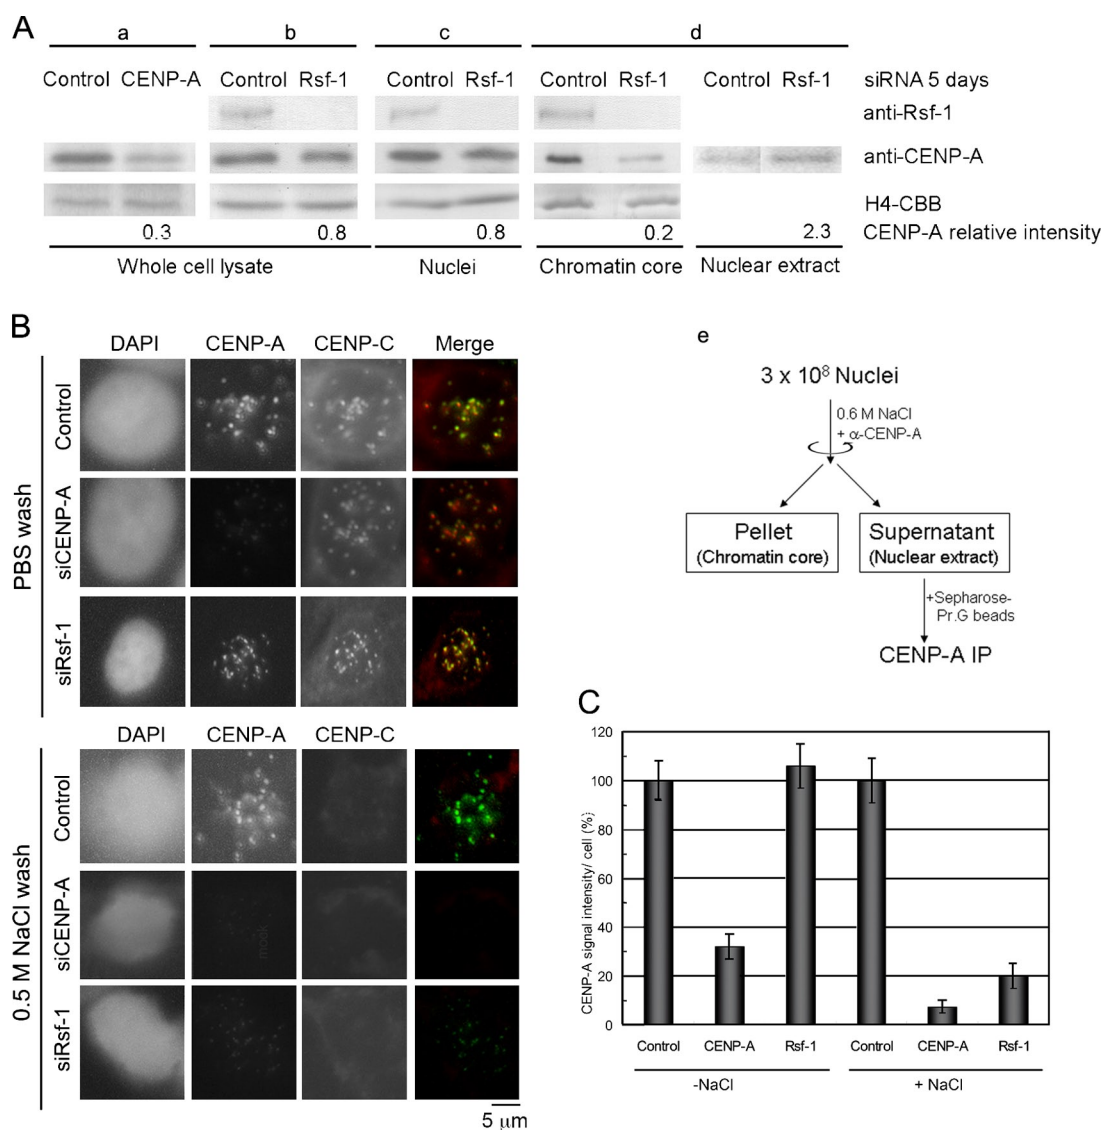 A
a b c d
Control CENP-A Control Rsf-1 Control Rsf-1 Control Rsf-1 Control Rsf-1 siRNA 5 days
anti-Rsf-1
anti-CENP-A
H4-CBB
0.3 0.8 0.8 0.2 2.3 CENP-A relative intensity
Whole cell lysate Nuclei Chromatin core Nuclear extract
B
DAPI CENP-A CENP-C Merge
PBS wash
Control
siCENP-A
siRsf-1
DAPI CENP-A CENP-C
0.5 M NaCl wash
Control
siCENP-A
mock
siRsf-1
5 μm
e
3 x 10⁸ Nuclei
0.6 M NaCl
+ α-CENP-A
Pellet
(Chromatin core)
Supernatant
(Nuclear extract)
+Sepharose-
Pr.G beads
CENP-A IP
C
CENP-A signal intensity/ cell (%)
120
100
80
60
40
20
0
Control CENP-A Rsf-1 Control CENP-A Rsf-1
-NaCl + NaCl